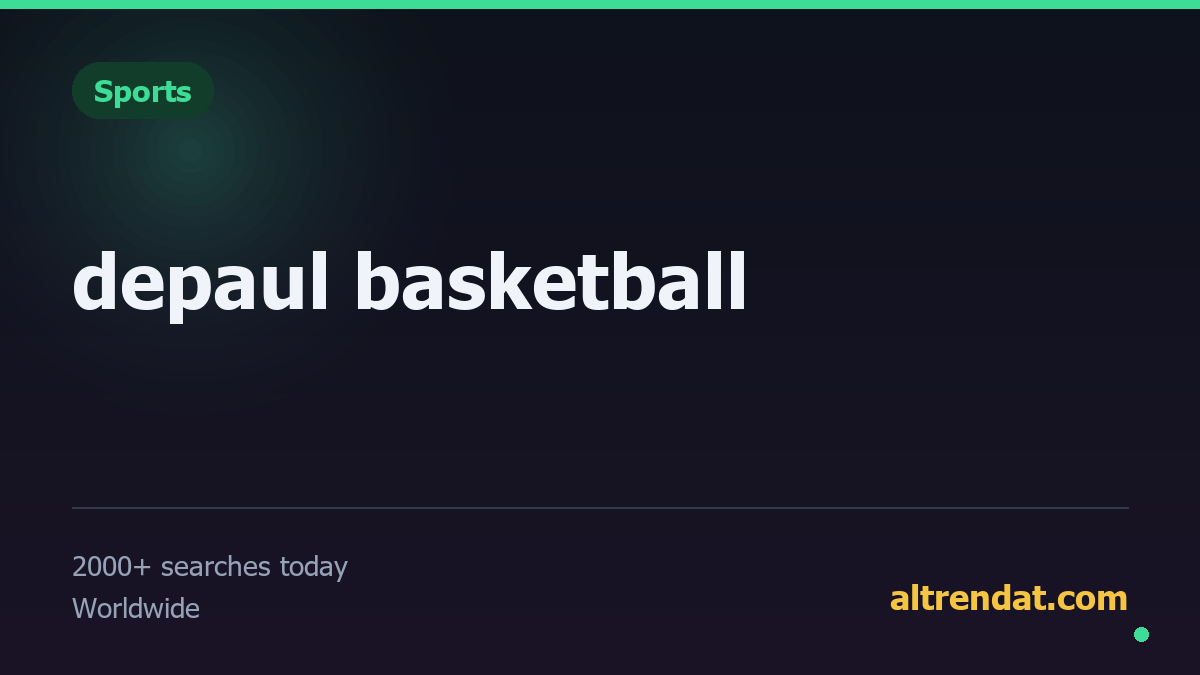 Sports
depaul basketball
2000+ searches today
Worldwide
altrendat.com